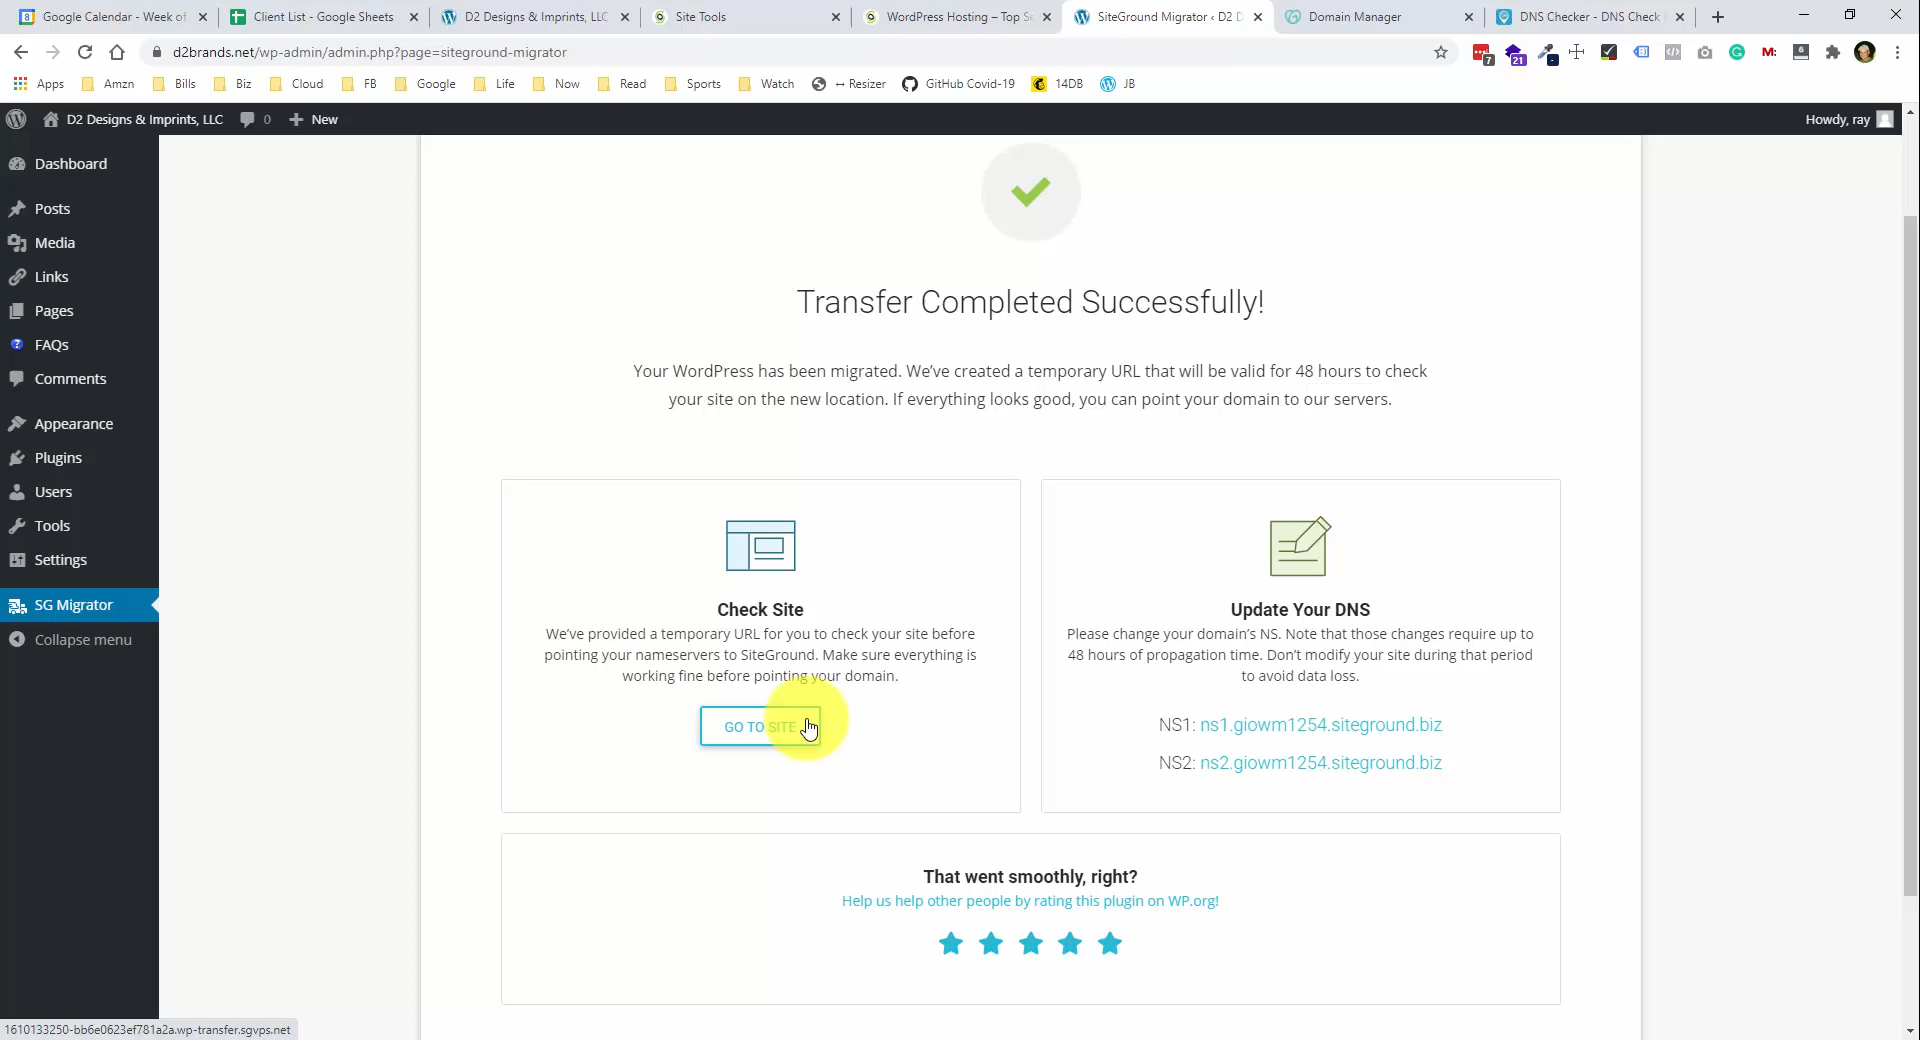 Google Calendar - Week of
Client List - Google Sheets
D2 Designs & Imprints, LLC
Site Tools
WordPress Hosting – Top Se
SiteGround Migrator ‹ D2 D
Domain Manager
DNS Checker - DNS Check
d2brands.net/wp-admin/admin.php?page=siteground-migrator
7
21
M:
Apps
Amzn
Bills
Biz
Cloud
FB
Google
Life
Now
Read
Sports
Watch
↔ Resizer
GitHub Covid-19
14DB
JB
D2 Designs & Imprints, LLC
0
New
Howdy, ray
Dashboard
Posts
Media
Links
Pages
FAQs
Comments
Appearance
Plugins
Users
Tools
Settings
SG Migrator
Collapse menu
Transfer Completed Successfully!
Your WordPress has been migrated. We've created a temporary URL that will be valid for 48 hours to check
your site on the new location. If everything looks good, you can point your domain to our servers.
Check Site
We've provided a temporary URL for you to check your site before
pointing your nameservers to SiteGround. Make sure everything is
working fine before pointing your domain.
GO TO SITE
Update Your DNS
Please change your domain's NS. Note that those changes require up to
48 hours of propagation time. Don't modify your site during that period
to avoid data loss.
NS1: ns1.giowm1254.siteground.biz
NS2: ns2.giowm1254.siteground.biz
That went smoothly, right?
Help us help other people by rating this plugin on WP.org!
1610133250-bb6e0623ef781a2a.wp-transfer.sgvps.net